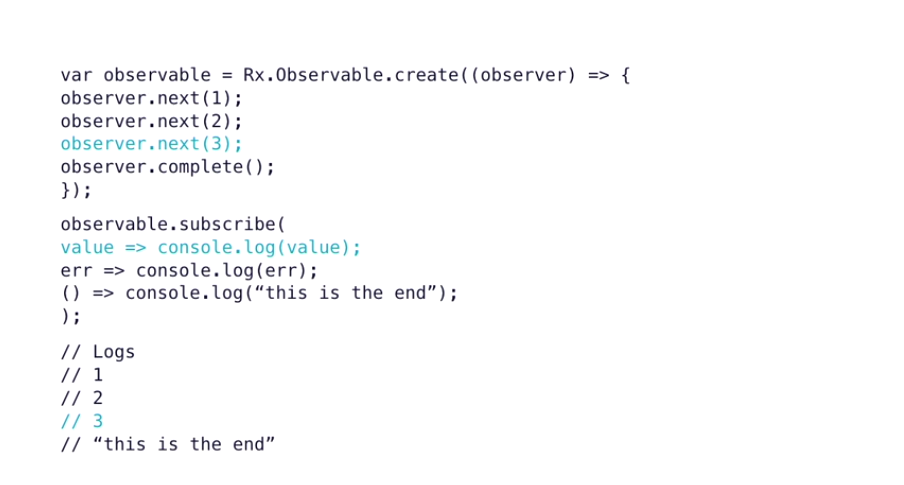 var observable = Rx.Observable.create((observer) => {
observer.next(1);
observer.next(2);
observer.next(3);
observer.complete();
});
observable.subscribe(
value => console.log(value);
err => console.log(err);
() => console.log(“this is the end”);
);
// Logs
// 1
// 2
// 3
// “this is the end”